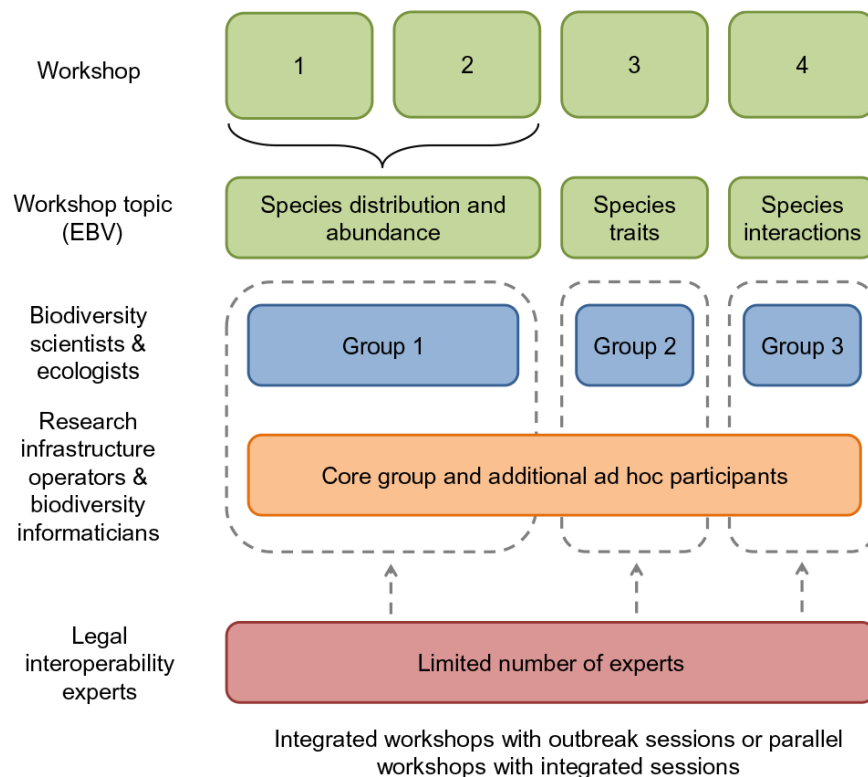 Workshop
1
2
3
4
Workshop topic
(EBV)
Species distribution and
abundance
Species
traits
Species
interactions
Biodiversity
scientists &
ecologists
Group 1
Group 2
Group 3
Research
infrastructure
operators &
biodiversity
informaticians
Core group and additional ad hoc participants
Legal
interoperability
experts
Limited number of experts
Integrated workshops with outbreak sessions or parallel
workshops with integrated sessions